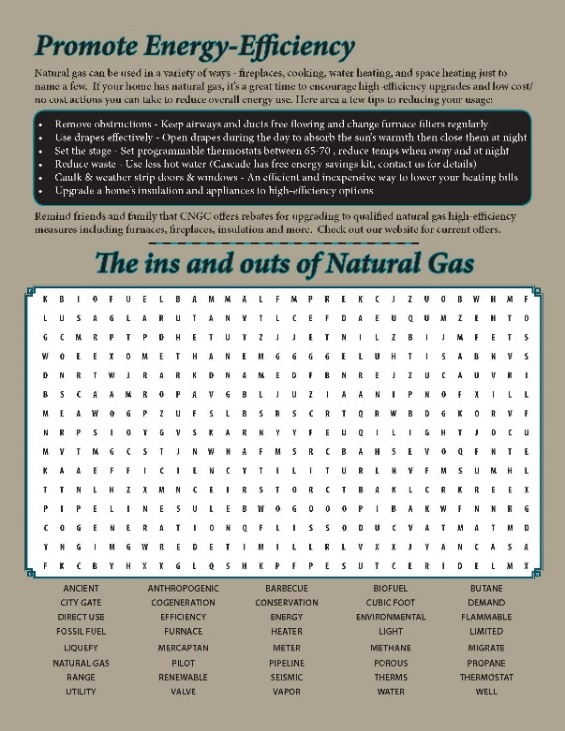 Promote Energy-Efficiency
Natural gas can be used in a variety of ways - fireplaces, cooking, water heating, and space heating just to
name a few. If your home has natural gas, it's a great time to encourage high-efficiency upgrades and low cost/
no cost actions you can take to reduce overall energy use. Here area a few tips to reducing your usage:
• Remove obstructions - Keep airways and ducts free flowing and change furnace filters regularly
• Use drapes effectively - Open drapes during the day to absorb the sun's warmth then close them at night
• Set the stage - Set programmable thermostats between 65-70 , reduce temps when away and at night
• Reduce waste - Use less hot water (Cascade has free energy savings kit, contact us for details)
• Caulk & weather strip doors & windows - An efficient and inexpensive way to lower your heating bills
• Upgrade a home's insulation and appliances to high-efficiency options
Remind friends and family that CNGC offers rebates for upgrading to qualified natural gas high-efficiency
measures including furnaces, fireplaces, insulation and more. Check out our website for current offers.
The ins and outs of Natural Gas
K B I O F U E L B A M M A L F M P R E K C J Z U O B W H M F
L U S A G L A R U T A N V T L C E F D A E U Q U M Z E H T O
G C M R P T P D H E T U Y Z J J E T N I L Z B I J M F E T S
W O E E X O M E T H A N E M G G G G E L U H T I S A B N V S
D N R T W J R A R K D N A M E D F B N R E J Z U C A U V R I
B S C A A M R O P A V G B L J U Z I A A N I P N O F X I L L
M E A W O G P Z U F S L B S R S C R T Q R W B D G K O R V F
N R P S I O Y G V S K A R N Y Y F E U Q I L I G H T J D C U
M V T M G C S T J N W N A F M S R C B A H S E V O Q F N T E
K A A E F F I C I E N C Y T I L I T U R L N V F M S U M H L
T T N L H Z X M N C E I R S T O R C T B A K L C R K R E E X
P I P E L I N E S U L E B W O G O O O P I B A K W F N N R G
C O G E N E R A T I O N Q F L I S S O D U C V A T M A T M D
Y N G I M G W R E D E T I M I L L R L V X X J Y A N C A S A
F K C B Y H X X G L Q S H K P F P E S U T C E R I D E L M X
ANCIENT ANTHROPOGENIC BARBECUE BIOFUEL BUTANE
CITY GATE COGENERATION CONSERVATION CUBIC FOOT DEMAND
DIRECT USE EFFICIENCY ENERGY ENVIRONMENTAL FLAMMABLE
FOSSIL FUEL FURNACE HEATER LIGHT LIMITED
LIQUEFY MERCAPTAN METER METHANE MIGRATE
NATURAL GAS PILOT PIPELINE POROUS PROPANE
RANGE RENEWABLE SEISMIC THERMS THERMOSTAT
UTILITY VALVE VAPOR WATER WELL